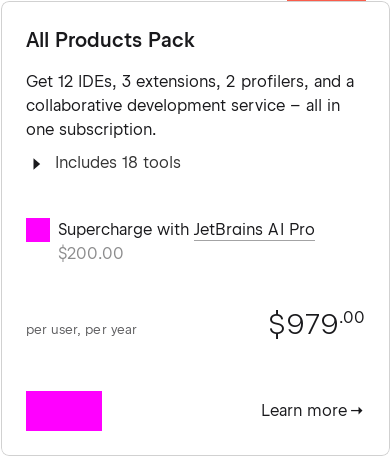 All Products Pack
Get 12 IDEs, 3 extensions, 2 profilers, and a
collaborative development service – all in
one subscription.
Includes 18 tools
Supercharge with JetBrains AI Pro
$200.00
per user, per year
$979.00
Learn more →